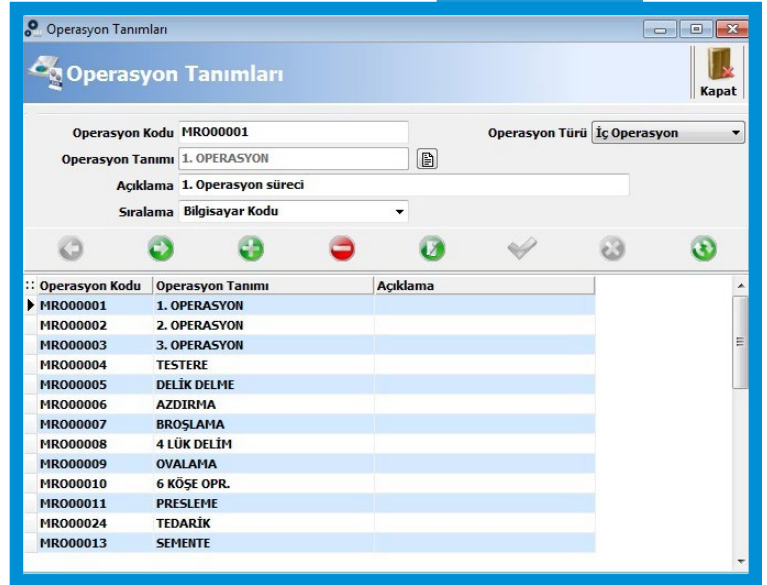 Operasyon Tanımları
Operasyon Tanımları
Kapat
Operasyon Kodu MRO00001 Operasyon Türü İç Operasyon
Operasyon Tanımı 1. OPERASYON
Açıklama 1. Operasyon süreci
Sıralama Bilgisayar Kodu
:: Operasyon Kodu Operasyon Tanımı Açıklama
MRO00001 1. OPERASYON
MRO00002 2. OPERASYON
MRO00003 3. OPERASYON
MRO00004 TESTERE
MRO00005 DELİK DELME
MRO00006 AZDIRMA
MRO00007 BROŞLAMA
MRO00008 4 LÜK DELİM
MRO00009 OVALAMA
MRO00010 6 KÖŞE OPR.
MRO00011 PRESLEME
MRO00024 TEDARİK
MRO00013 SEMENTE